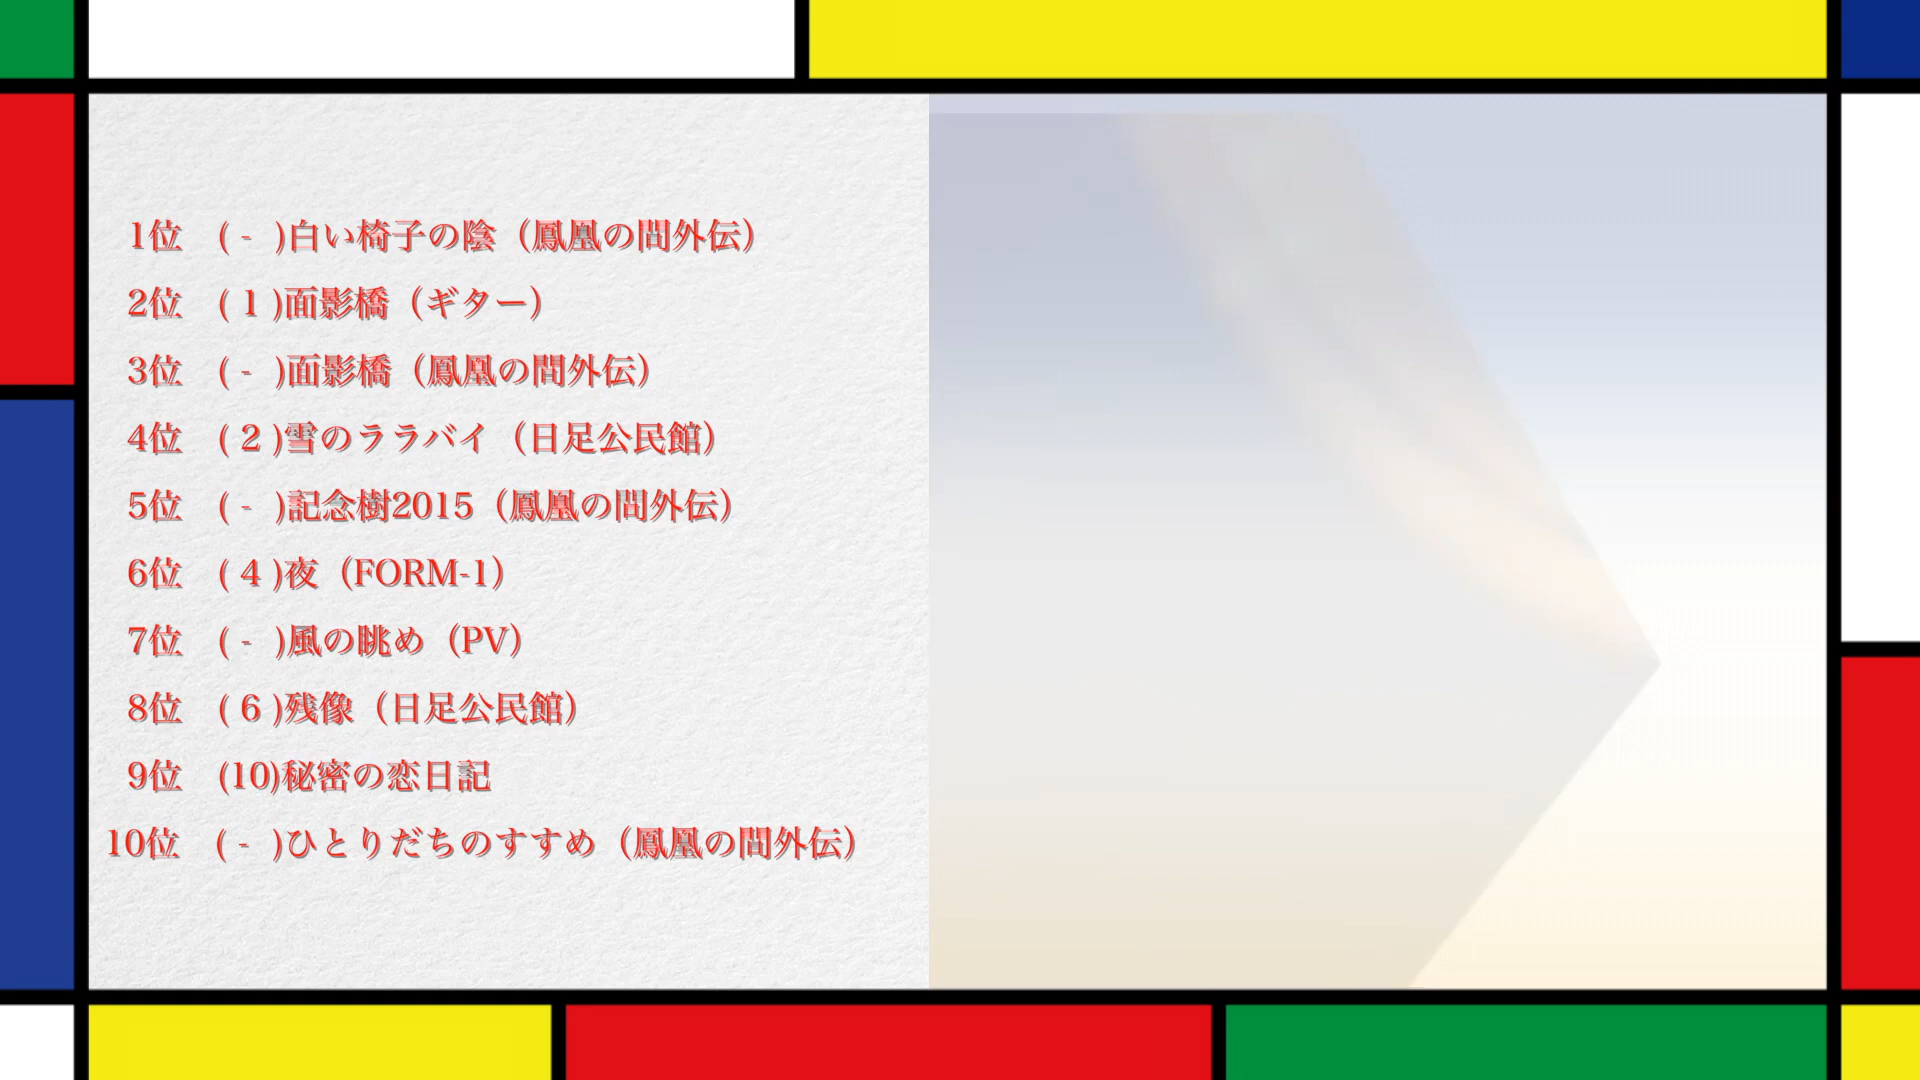 1位 ( - )白い椅子の陰（鳳凰の間外伝）
2位 ( 1 )面影橋（ギター）
3位 ( - )面影橋（鳳凰の間外伝）
4位 ( 2 )雪のララバイ（日足公民館）
5位 ( - )記念樹2015（鳳凰の間外伝）
6位 ( 4 )夜（FORM-1）
7位 ( - )風の眺め（PV）
8位 ( 6 )残像（日足公民館）
9位 (10)秘密の恋日記
10位 ( - )ひとりだちのすすめ（鳳凰の間外伝）